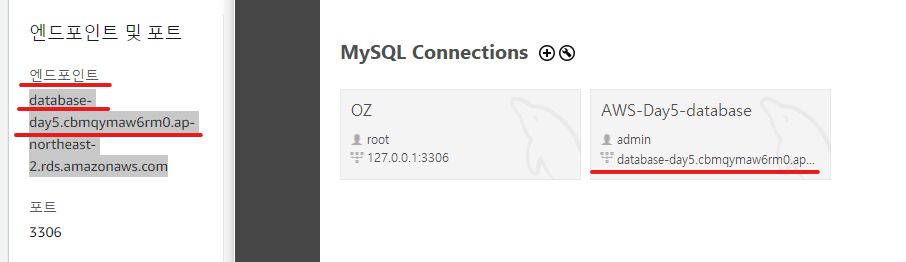 엔드포인트 및 포트
엔드포인트
database-
day5.cbmqymaw6rm0.ap-
northeast-
2.rds.amazonaws.com
포트
3306
MySQL Connections
OZ
root
127.0.0.1:3306
AWS-Day5-database
admin
database-day5.cbmqymaw6rm0.ap...